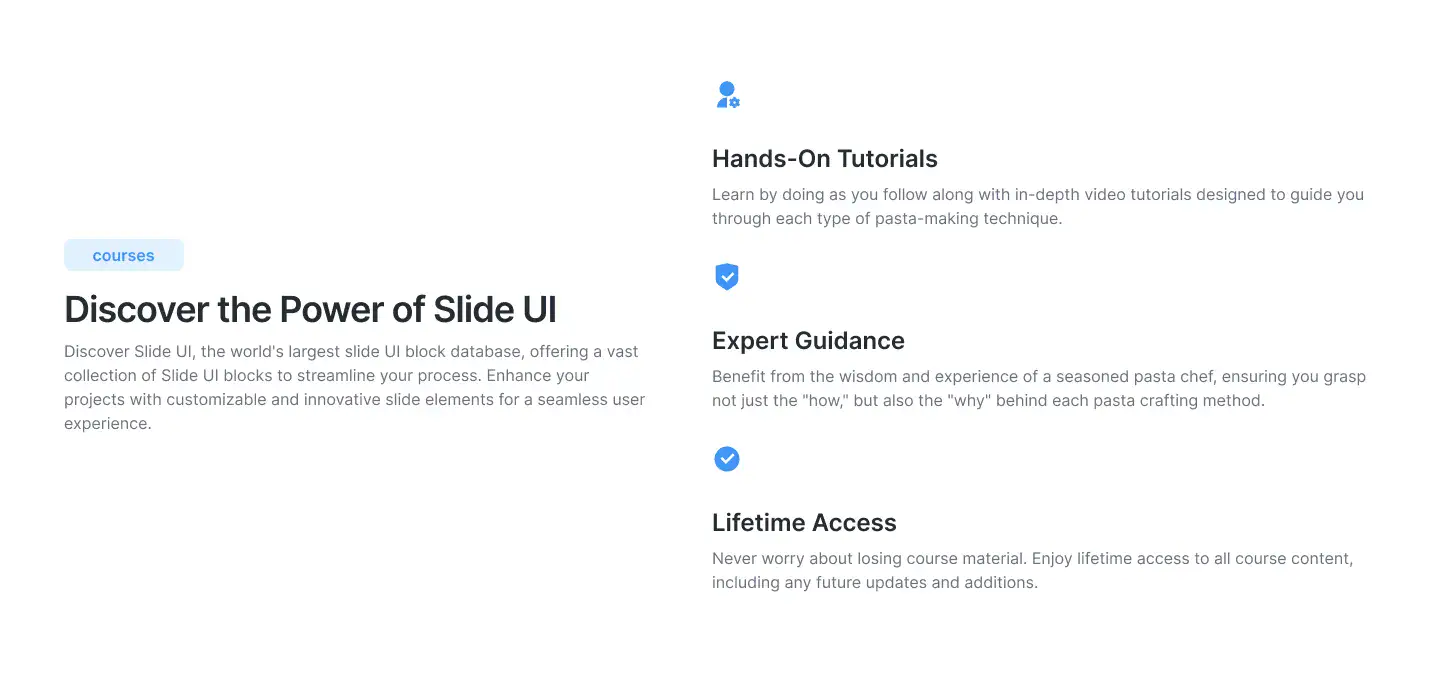 courses
Discover the Power of Slide UI
Discover Slide UI, the world's largest slide UI block database, offering a vast
collection of Slide UI blocks to streamline your process. Enhance your
projects with customizable and innovative slide elements for a seamless user
experience.
Hands-On Tutorials
Learn by doing as you follow along with in-depth video tutorials designed to guide you
through each type of pasta-making technique.
Expert Guidance
Benefit from the wisdom and experience of a seasoned pasta chef, ensuring you grasp
not just the "how," but also the "why" behind each pasta crafting method.
Lifetime Access
Never worry about losing course material. Enjoy lifetime access to all course content,
including any future updates and additions.